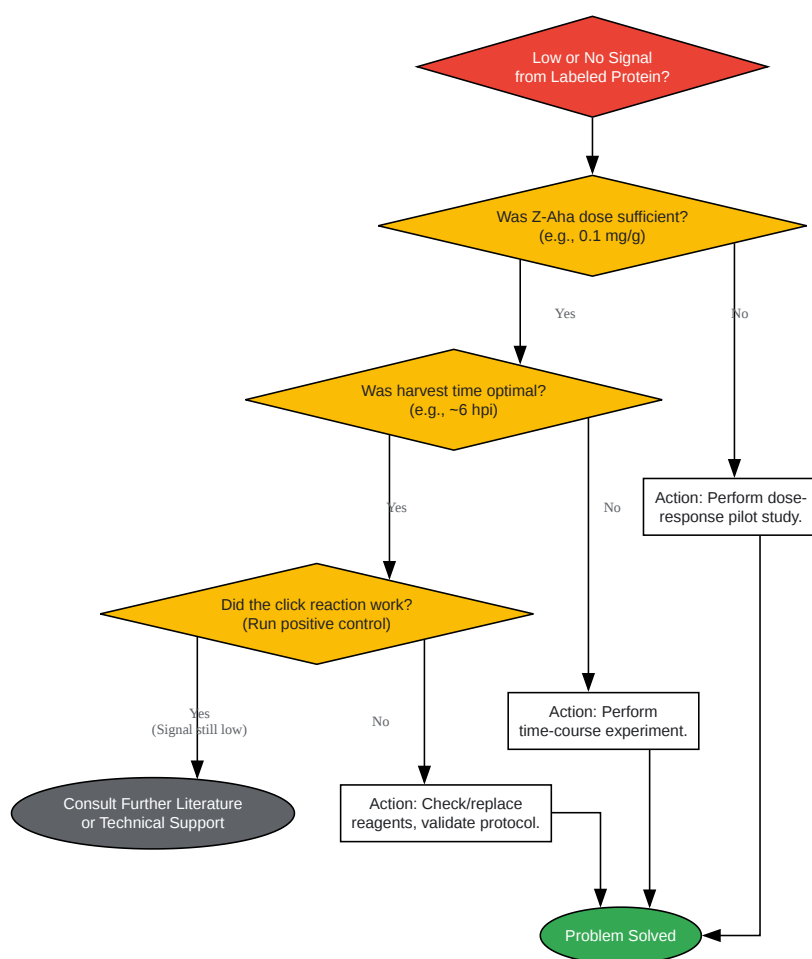 Low or No Signal
from Labeled Protein?
Was Z-Aha dose sufficient?
(e.g., 0.1 mg/g)
Yes
No
Was harvest time optimal?
(e.g., ~6 hpi)
Action: Perform dose-
response pilot study.
Yes
No
Did the click reaction work?
(Run positive control)
Yes
(Signal still low)
No
Action: Perform
time-course experiment.
Consult Further Literature
or Technical Support
Action: Check/replace
reagents, validate protocol.
Problem Solved